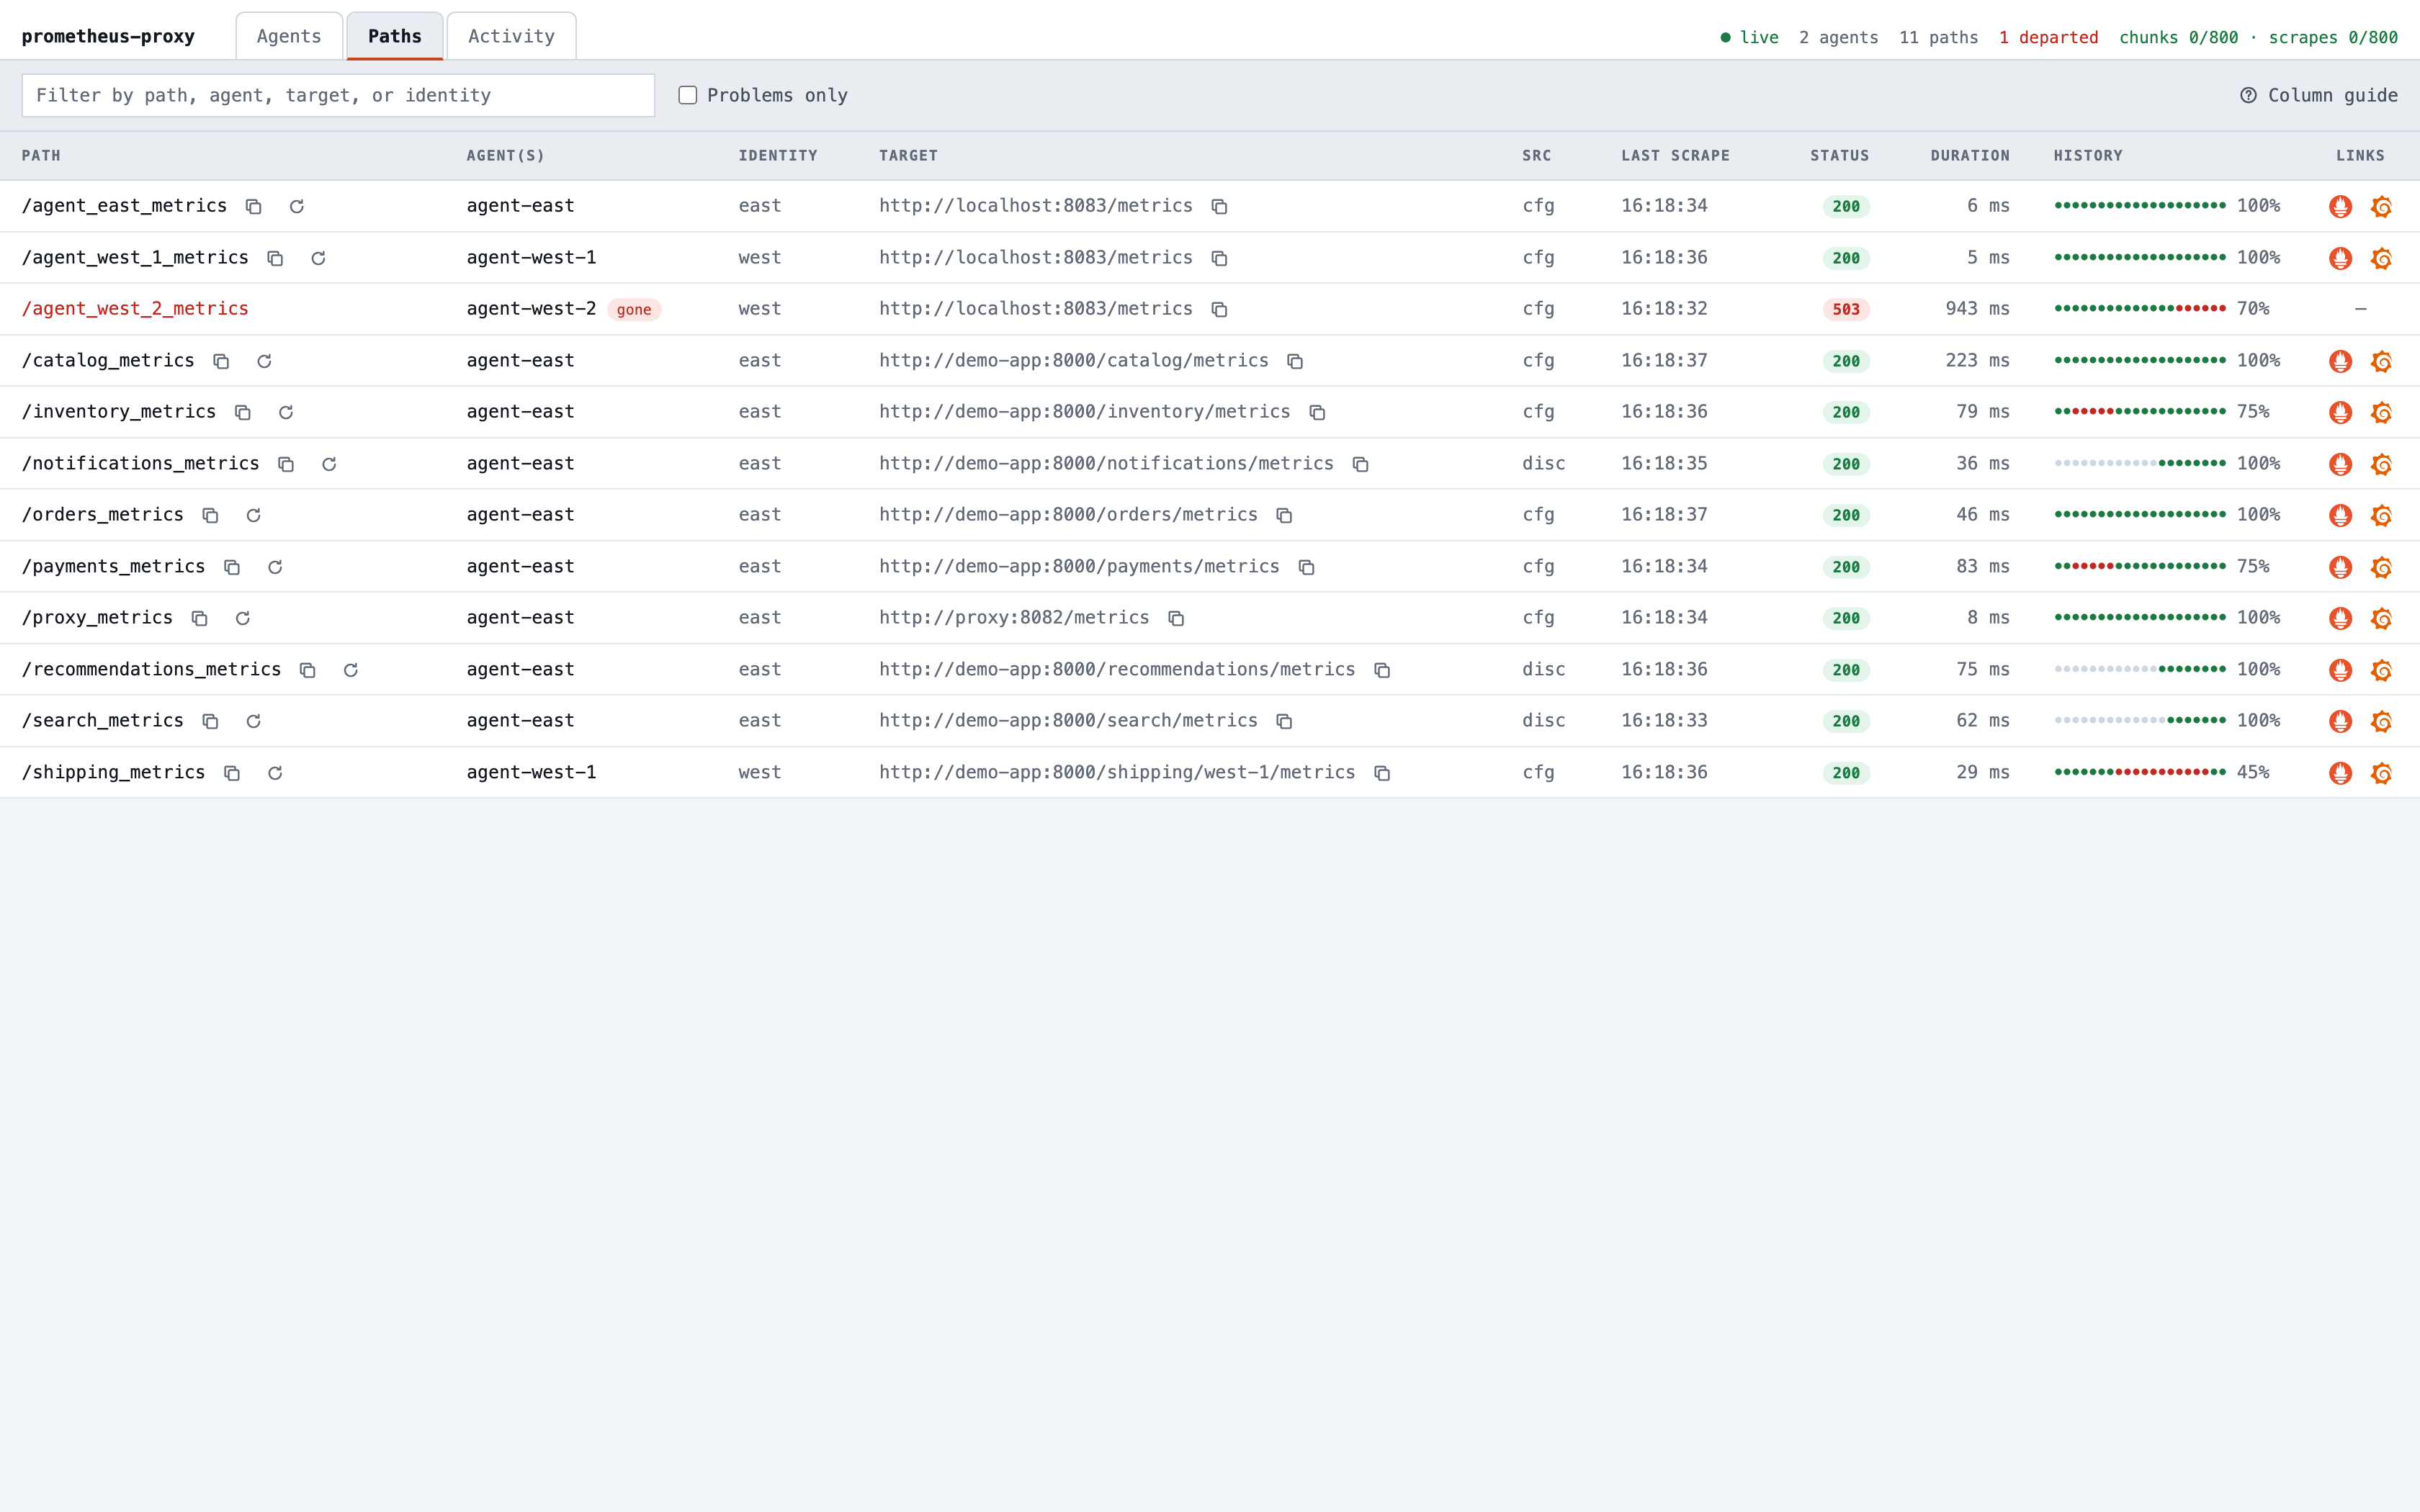 prometheus-proxy Agents Paths Activity live 2 agents 11 paths 1 departed chunks 0/800 · scrapes 0/800
Filter by path, agent, target, or identity Problems only Column guide
PATH AGENT(S) IDENTITY TARGET SRC LAST SCRAPE STATUS DURATION HISTORY LINKS
/agent_east_metrics agent-east east http://localhost:8083/metrics cfg 16:18:34 200 6 ms 100%
/agent_west_1_metrics agent-west-1 west http://localhost:8083/metrics cfg 16:18:36 200 5 ms 100%
/agent_west_2_metrics agent-west-2 gone west http://localhost:8083/metrics cfg 16:18:32 503 943 ms 70% —
/catalog_metrics agent-east east http://demo-app:8000/catalog/metrics cfg 16:18:37 200 223 ms 100%
/inventory_metrics agent-east east http://demo-app:8000/inventory/metrics cfg 16:18:36 200 79 ms 75%
/notifications_metrics agent-east east http://demo-app:8000/notifications/metrics disc 16:18:35 200 36 ms 100%
/orders_metrics agent-east east http://demo-app:8000/orders/metrics cfg 16:18:37 200 46 ms 100%
/payments_metrics agent-east east http://demo-app:8000/payments/metrics cfg 16:18:34 200 83 ms 75%
/proxy_metrics agent-east east http://proxy:8082/metrics cfg 16:18:34 200 8 ms 100%
/recommendations_metrics agent-east east http://demo-app:8000/recommendations/metrics disc 16:18:36 200 75 ms 100%
/search_metrics agent-east east http://demo-app:8000/search/metrics disc 16:18:33 200 62 ms 100%
/shipping_metrics agent-west-1 west http://demo-app:8000/shipping/west-1/metrics cfg 16:18:36 200 29 ms 45%